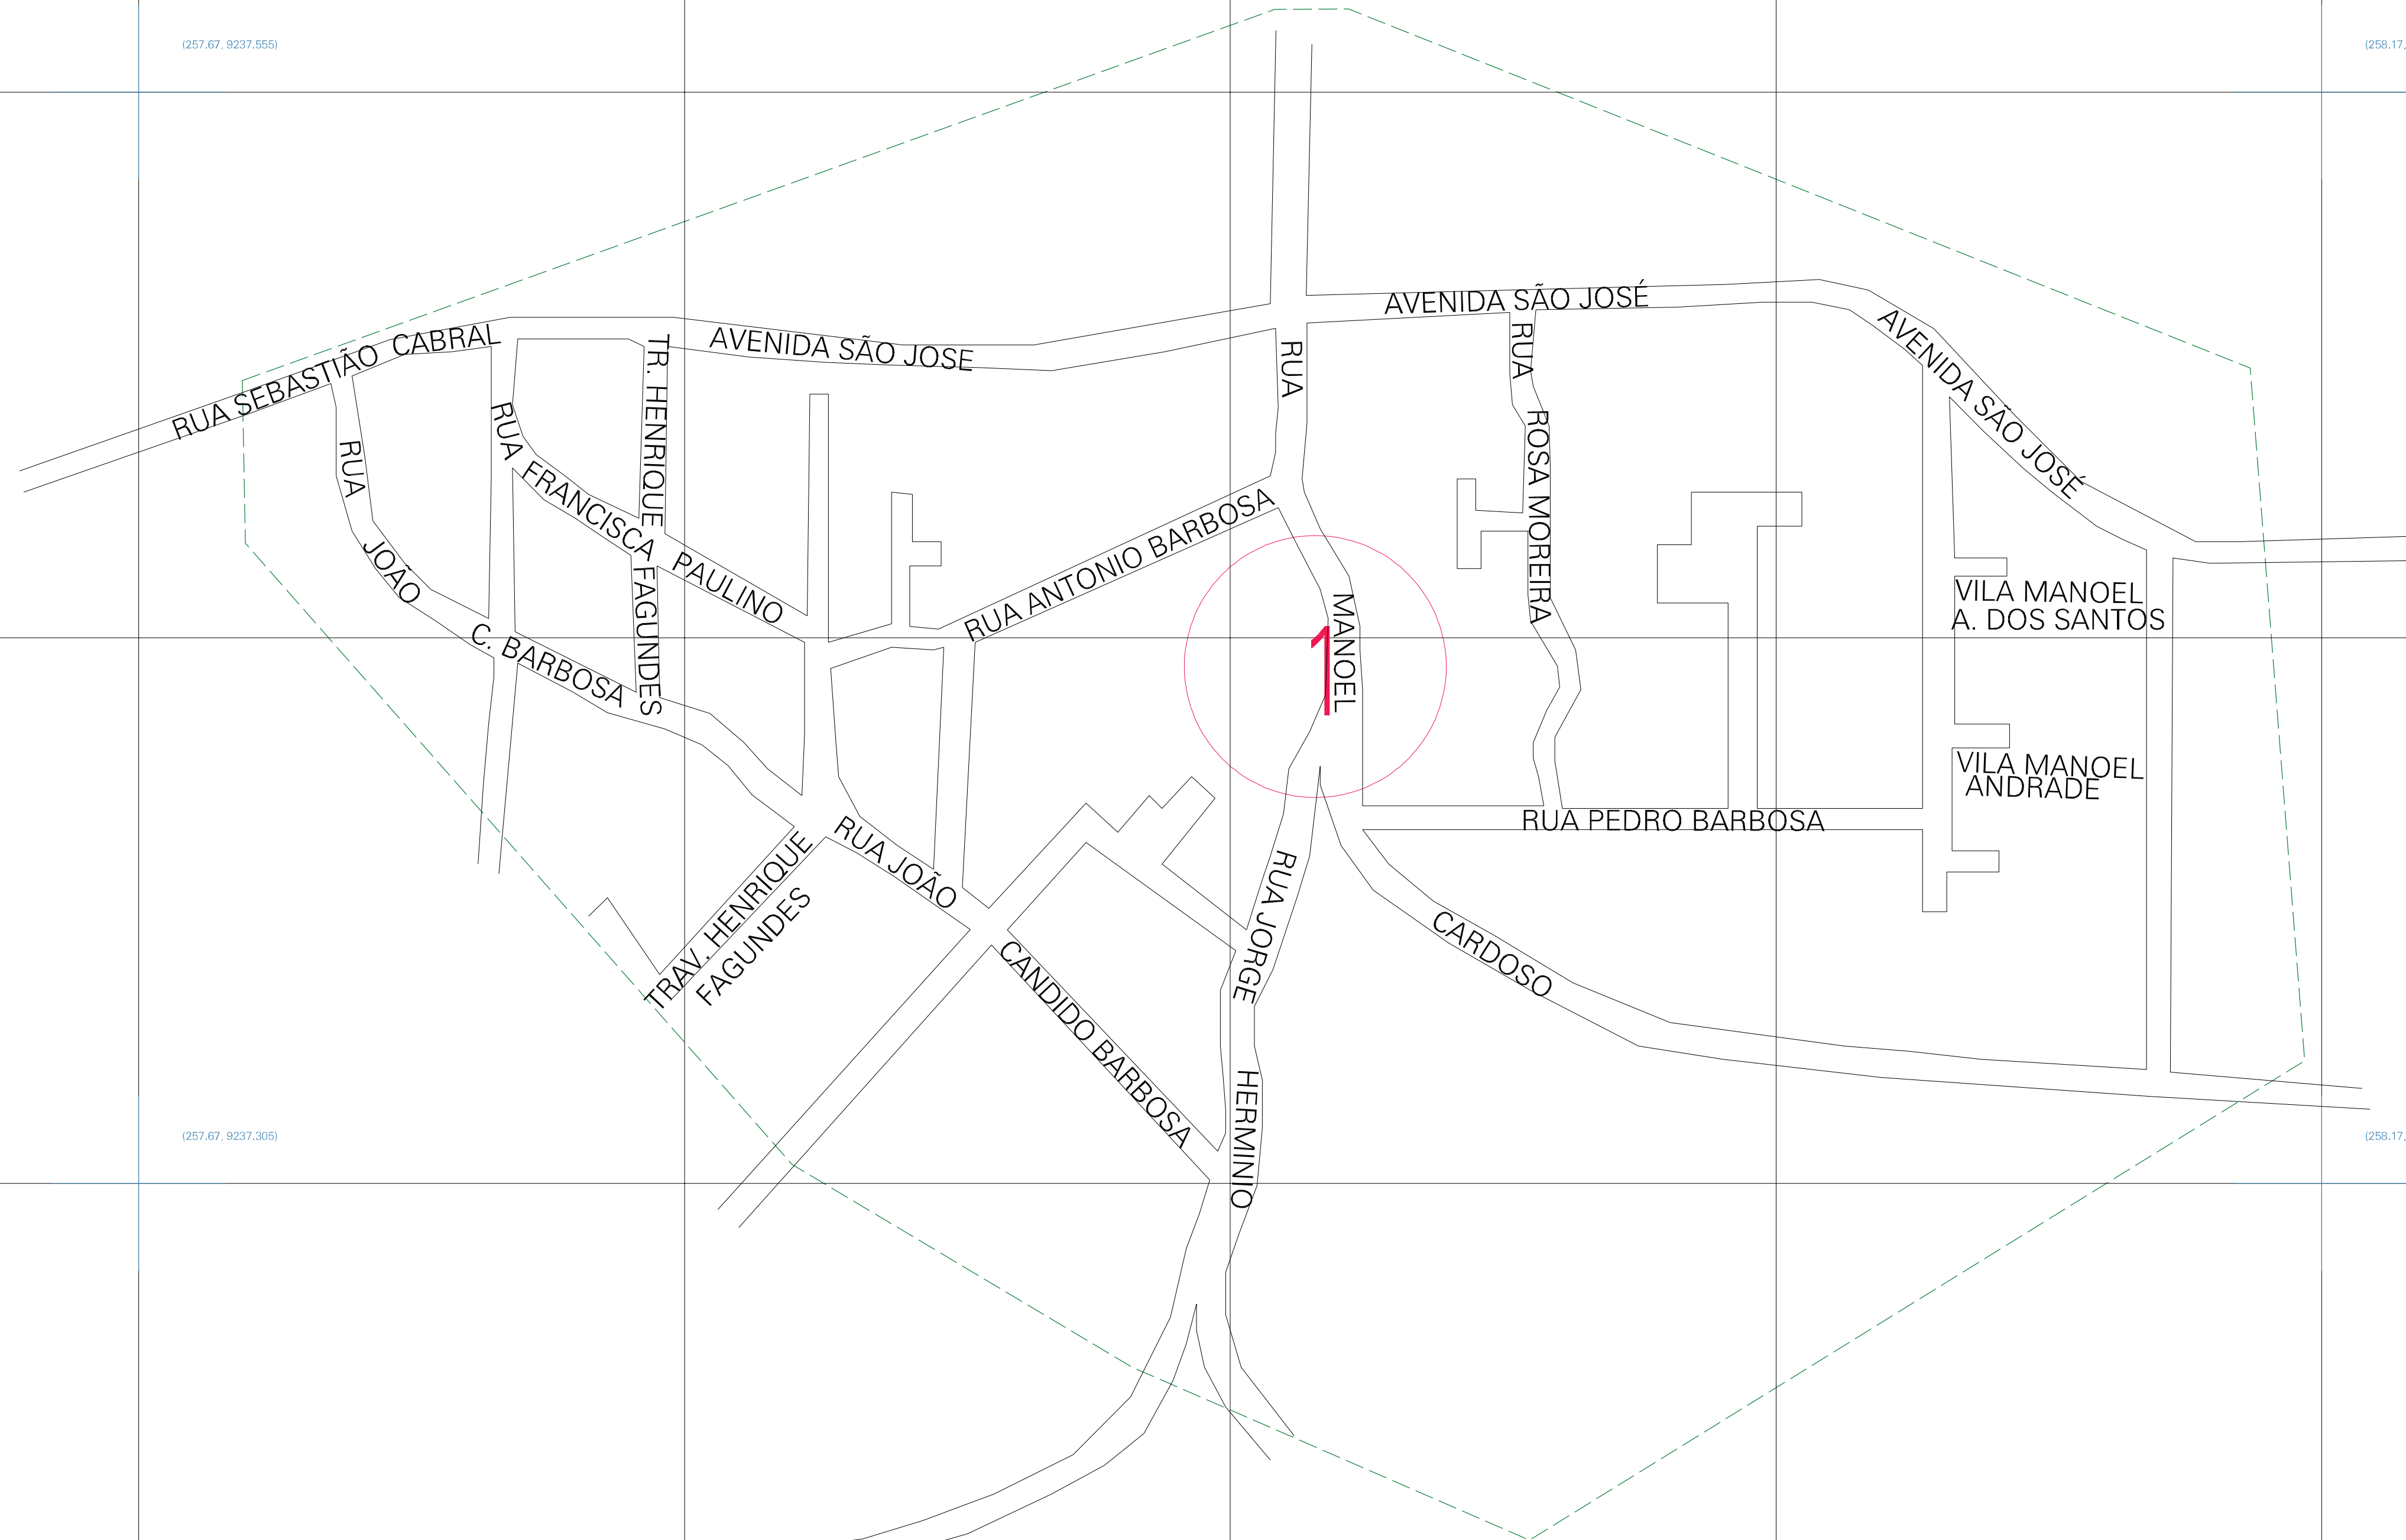 (257.67, 9237.555)
(258.17,
RUA SEBASTIÃO CABRAL
AVENIDA SÃO JOSE
AVENIDA SÃO JOSÉ
AVENIDA SÃO JOSÉ
RUA
JOÃO
C. BARBOSA
RUA FRANCISCA PAULINO
TR. HENRIQUE
FAGUNDES
RUA ANTONIO BARBOSA
RUA
MANOEL
CARDOSO
1
RUA
ROSA MOREIRA
VILA MANOEL
A. DOS SANTOS
VILA MANOEL
ANDRADE
RUA PEDRO BARBOSA
RUA JOÃO
CANDIDO BARBOSA
TRAV. HENRIQUE
FAGUNDES
RUA JORGE
HERMINIO
(257.67, 9237.305)
(258.17,